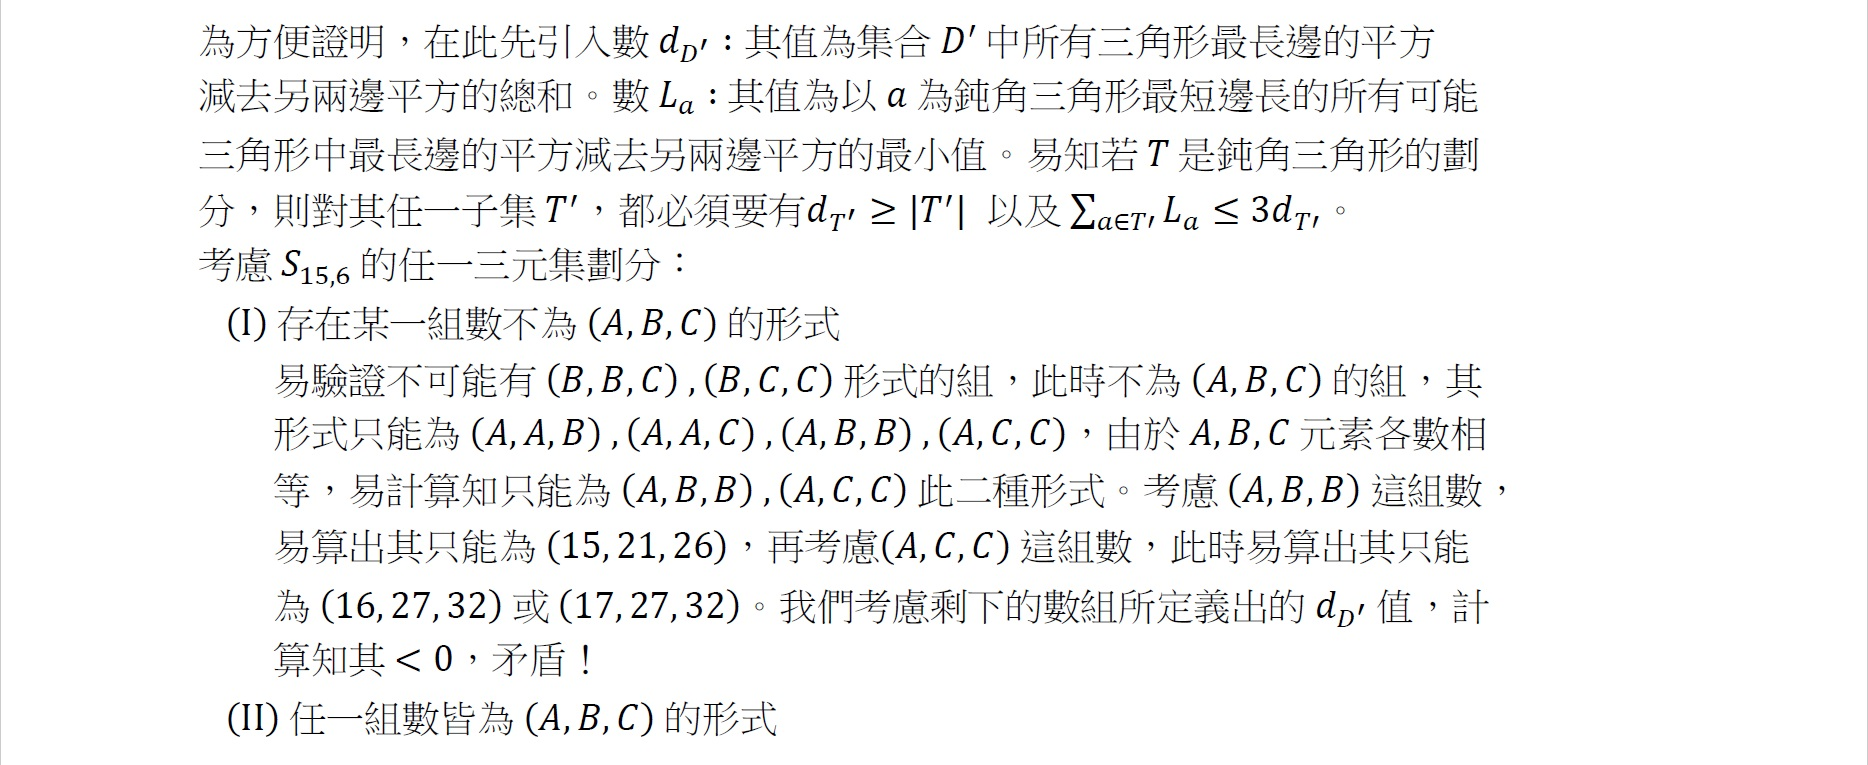 為方便證明，在此先引入數 d_{D′}：其值為集合 D′ 中所有三角形最長邊的平方
減去另兩邊平方的總和。數 L_a：其值為以 a 為鈍角三角形最短邊長的所有可能
三角形中最長邊的平方減去另兩邊平方的最小值。易知若 T 是鈍角三角形的劃
分，則對其任一子集 T′，都必須要有d_{T′} ≥ |T′| 以及 ∑_{a∈T′} L_a ≤ 3d_{T′}。
考慮 S_{15,6} 的任一三元集劃分：
(I) 存在某一組數不為 (A, B, C) 的形式
易驗證不可能有 (B, B, C) , (B, C, C) 形式的組，此時不為 (A, B, C) 的組，其
形式只能為 (A, A, B) , (A, A, C) , (A, B, B) , (A, C, C)，由於 A, B, C 元素各數相
等，易計算知只能為 (A, B, B) , (A, C, C) 此二種形式。考慮 (A, B, B) 這組數，
易算出其只能為 (15, 21, 26)，再考慮(A, C, C) 這組數，此時易算出其只能
為 (16, 27, 32) 或 (17, 27, 32)。我們考慮剩下的數組所定義出的 d_{D′} 值，計
算知其 < 0，矛盾！
(II) 任一組數皆為 (A, B, C) 的形式